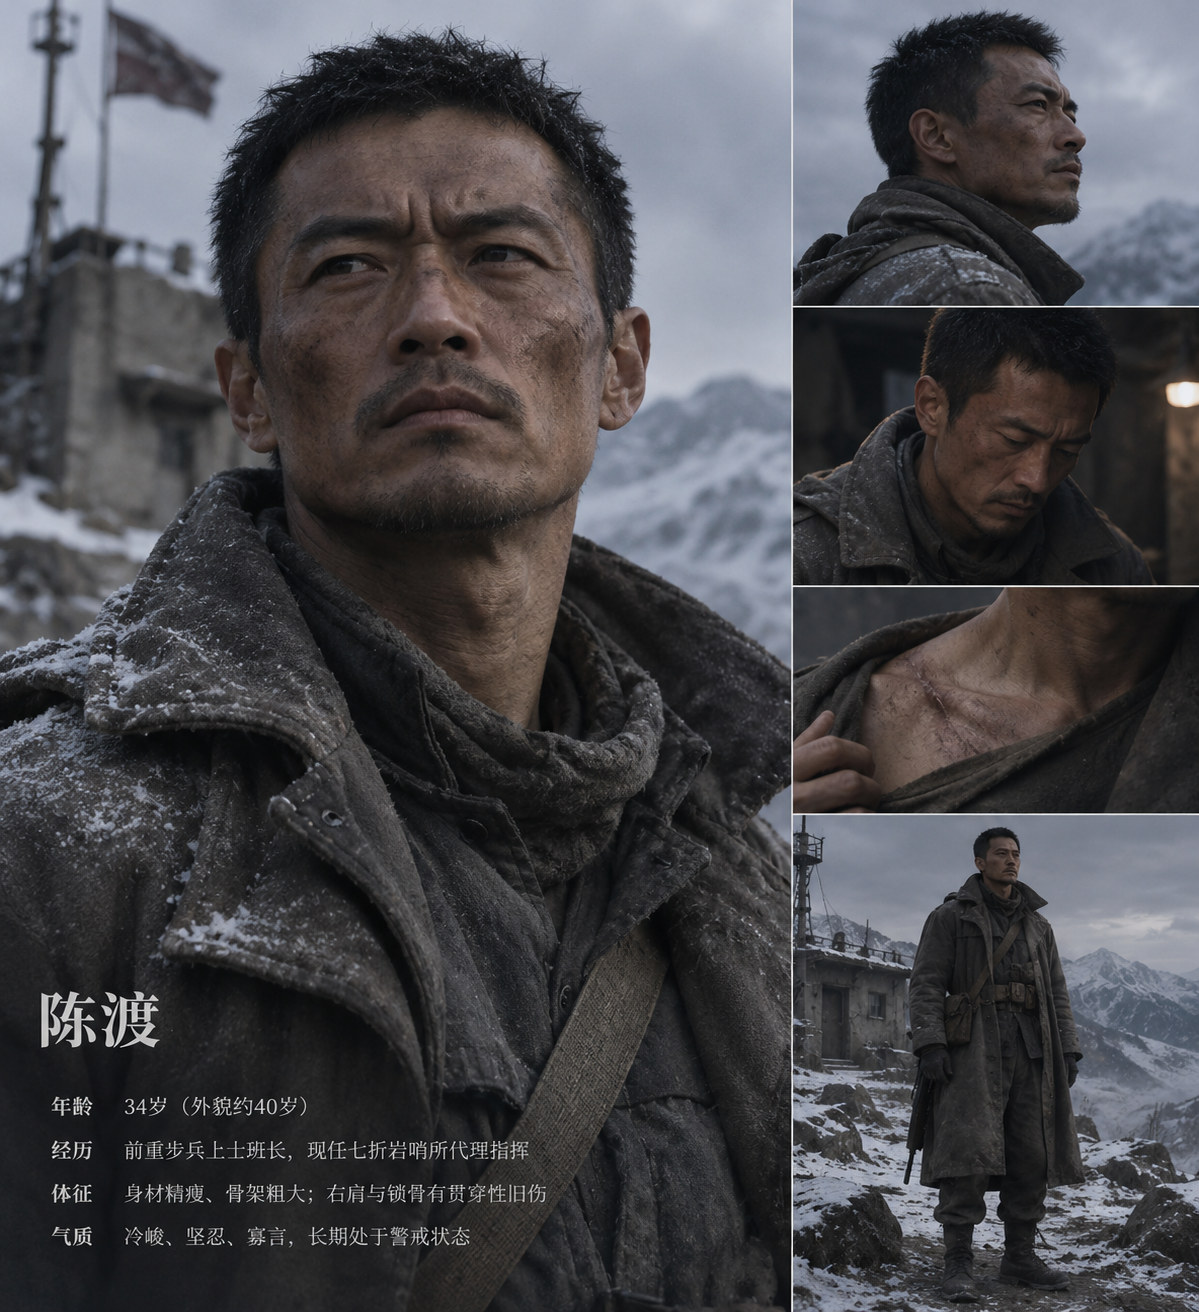 陈渡
年龄 34岁（外貌约40岁）
经历 前重步兵上士班长，现任七折岩哨所代理指挥
体征 身材精瘦、骨架粗大；右肩与锁骨有贯穿性旧伤
气质 冷峻、坚忍、寡言，长期处于警戒状态